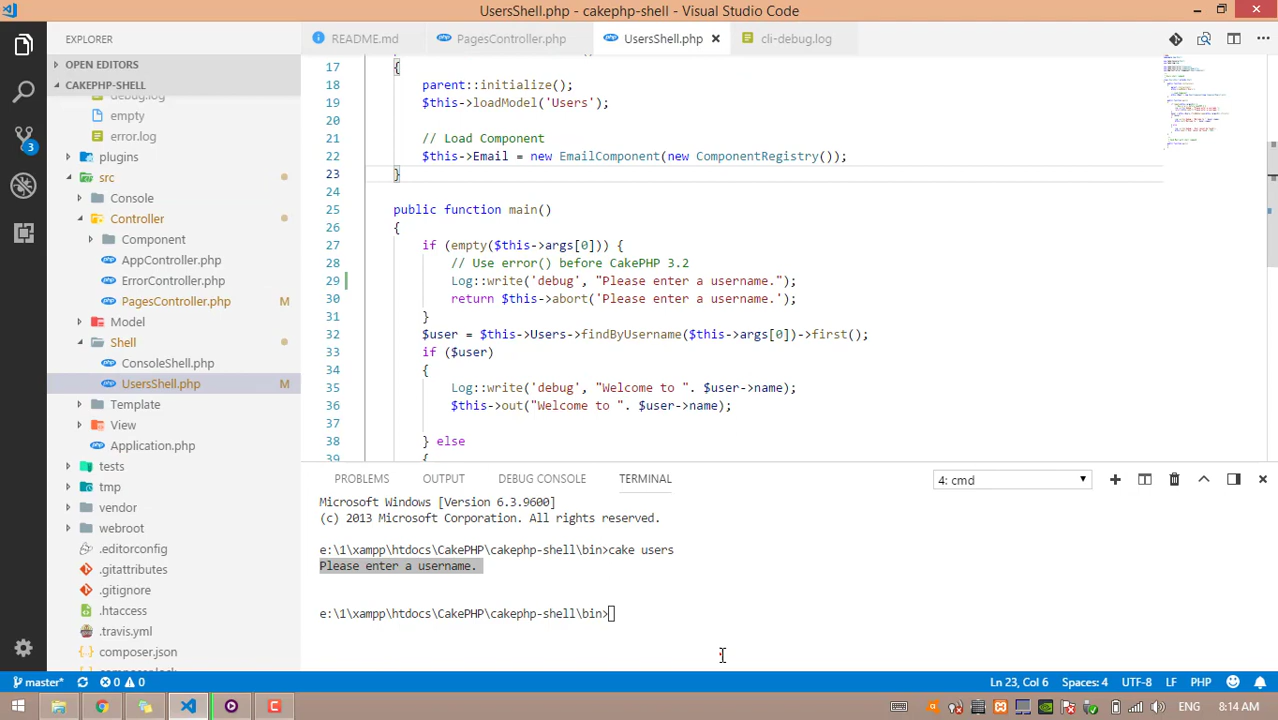 UsersShell.php - cakephp-shell - Visual Studio Code
EXPLORER
README.md
PagesController.php
UsersShell.php
cli-debug.log
OPEN EDITORS
CAKEPHP-SHELL
debug.log
empty
error.log
plugins
src
Console
Controller
Component
AppController.php
ErrorController.php
PagesController.php M
Model
Shell
ConsoleShell.php
UsersShell.php M
Template
View
Application.php
tests
tmp
vendor
webroot
.editorconfig
.gitattributes
.gitignore
.htaccess
.travis.yml
composer.json
3
17 {
18 parent::initialize();
19 $this->loadModel('Users');
20
21 // Load Component
22 $this->Email = new EmailComponent(new ComponentRegistry());
23 }
24
25 public function main()
26 {
27 if (empty($this->args[0])) {
28 // Use error() before CakePHP 3.2
29 Log::write('debug', "Please enter a username.");
30 return $this->abort('Please enter a username.');
31 }
32 $user = $this->Users->findByUsername($this->args[0])->first();
33 if ($user)
34 {
35 Log::write('debug', "Welcome to ". $user->name);
36 $this->out("Welcome to ". $user->name);
37
38 } else
39 {
PROBLEMS OUTPUT DEBUG CONSOLE TERMINAL
4: cmd
Microsoft Windows [Version 6.3.9600]
(c) 2013 Microsoft Corporation. All rights reserved.
e:\1\xampp\htdocs\CakePHP\cakephp-shell\bin>cake users
Please enter a username.
e:\1\xampp\htdocs\CakePHP\cakephp-shell\bin>
master* 0 0
Ln 23, Col 6 Spaces: 4 UTF-8 LF PHP
ENG 8:14 AM